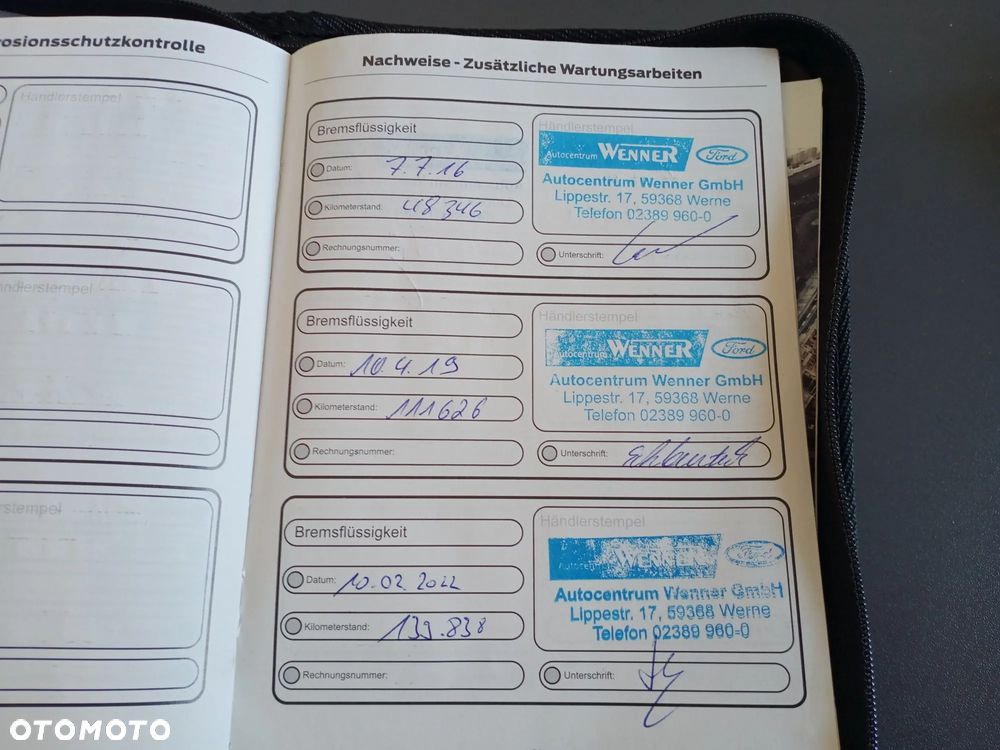 osionsschutzkontrolle
Händlerstempel
ndlerstempel
rstempel
Nachweise - Zusätzliche Wartungsarbeiten
Bremsflüssigkeit
Datum: 7.7.16
Kilometerstand: 48 346
Rechnungsnummer:
Händlerstempel
Autocentrum WENNER Ford
Autocentrum Wenner GmbH
Lippestr. 17, 59368 Werne
Telefon 02389 960-0
Unterschrift:
Bremsflüssigkeit
Datum: 10.4.19
Kilometerstand: 111626
Rechnungsnummer:
Händlerstempel
Autocentrum WENNER Ford
Autocentrum Wenner GmbH
Lippestr. 17, 59368 Werne
Telefon 02389 960-0
Unterschrift:
Bremsflüssigkeit
Datum: 10.02.2022
Kilometerstand: 139.838
Rechnungsnummer:
Händlerstempel
Autocentrum WENNER Ford
Autocentrum Wenner GmbH
Lippestr. 17, 59368 Werne
Telefon 02389 960-0
Unterschrift:
OTOMOTO